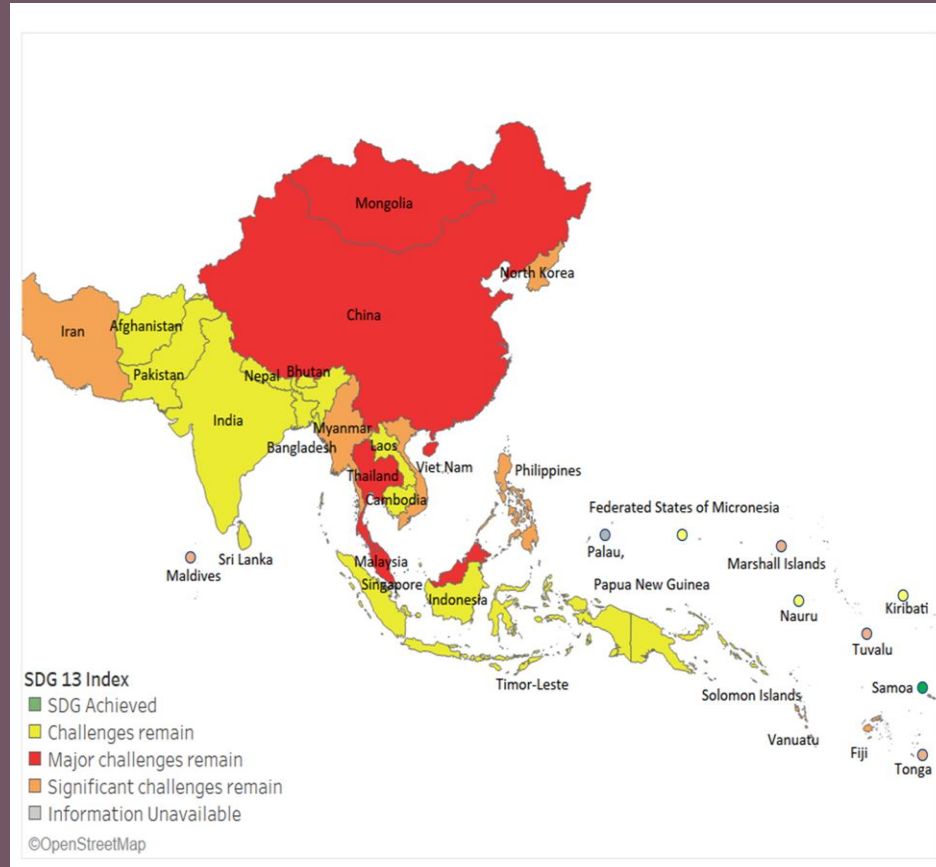 Mongolia
North Korea
China
Iran
Afghanistan
Pakistan
Nepal
Bhutan
India
Myanmar
Bangladesh
Laos
Viet Nam
Thailand
Philippines
Cambodia
Federated States of Micronesia
Palau,
Marshall Islands
Sri Lanka
Maldives
Malaysia
Singapore
Indonesia
Papua New Guinea
Nauru
Kiribati
Tuvalu
Timor-Leste
Samoa
Solomon Islands
Vanuatu
Fiji
Tonga
SDG 13 Index
SDG Achieved
Challenges remain
Major challenges remain
Significant challenges remain
Information Unavailable
©OpenStreetMap